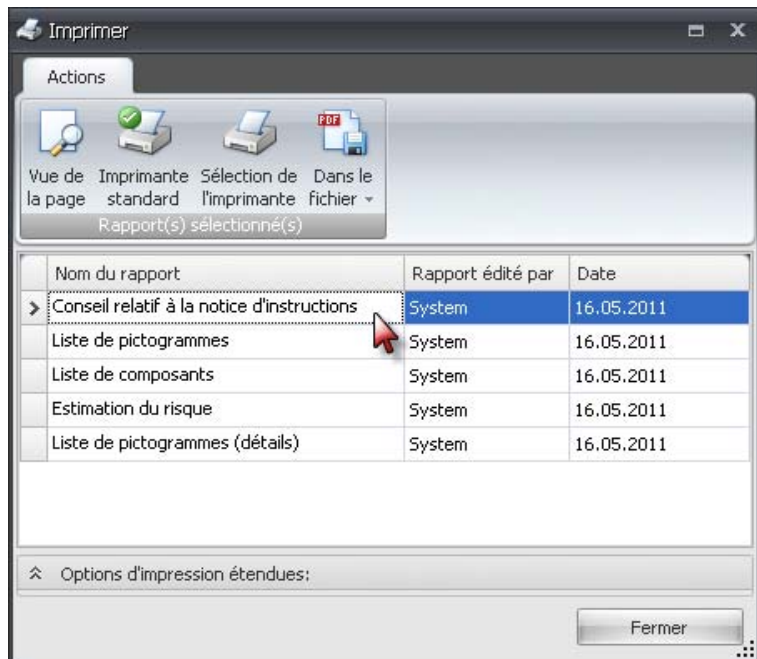 Imprimer
Actions
Vue de la page
Imprimante standard
Sélection de l'imprimante
PDF
Dans le fichier
Rapport(s) sélectionné(s)
Nom du rapport Rapport édité par Date
Conseil relatif à la notice d'instructions System 16.05.2011
Liste de pictogrammes System 16.05.2011
Liste de composants System 16.05.2011
Estimation du risque System 16.05.2011
Liste de pictogrammes (détails) System 16.05.2011
Options d'impression étendues:
Fermer